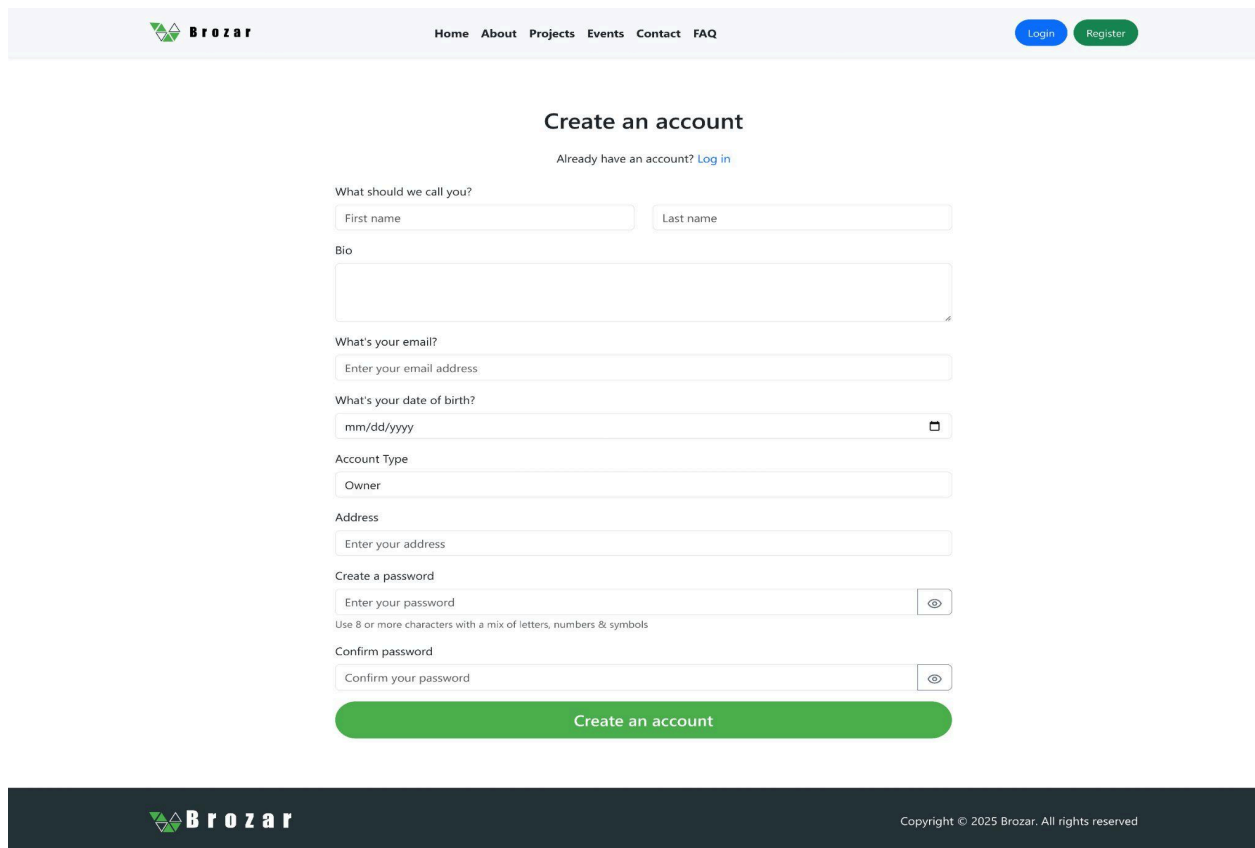 Brozar Home About Projects Events Contact FAQ Login Register
Create an account
Already have an account? Log in
What should we call you?
First name Last name
Bio
What's your email?
Enter your email address
What's your date of birth?
mm/dd/yyyy
Account Type
Owner
Address
Enter your address
Create a password
Enter your password
Use 8 or more characters with a mix of letters, numbers & symbols
Confirm password
Confirm your password
Create an account
Brozar Copyright © 2025 Brozar. All rights reserved